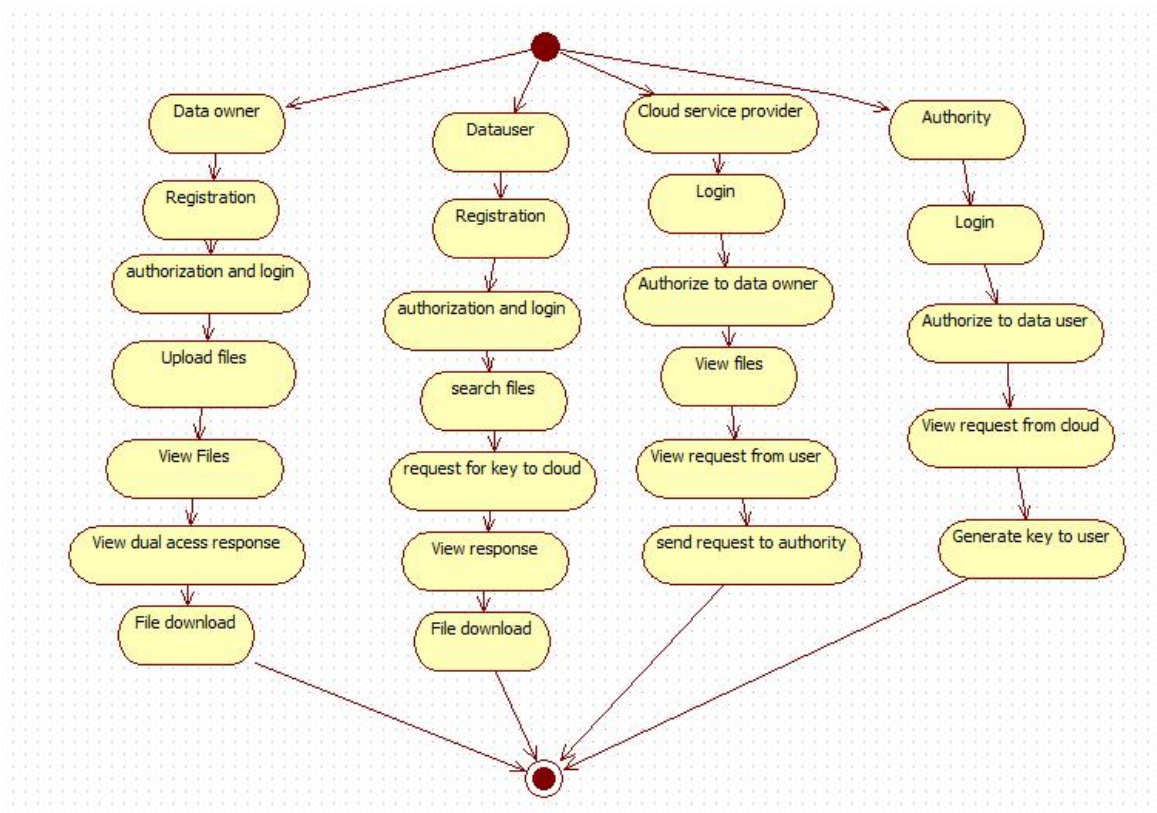 Data owner
Registration
authorization and login
Upload files
View Files
View dual acess response
File download
Datauser
Registration
authorization and login
search files
request for key to cloud
View response
File download
Cloud service provider
Login
Authorize to data owner
View files
View request from user
send request to authority
Authority
Login
Authorize to data user
View request from cloud
Generate key to user